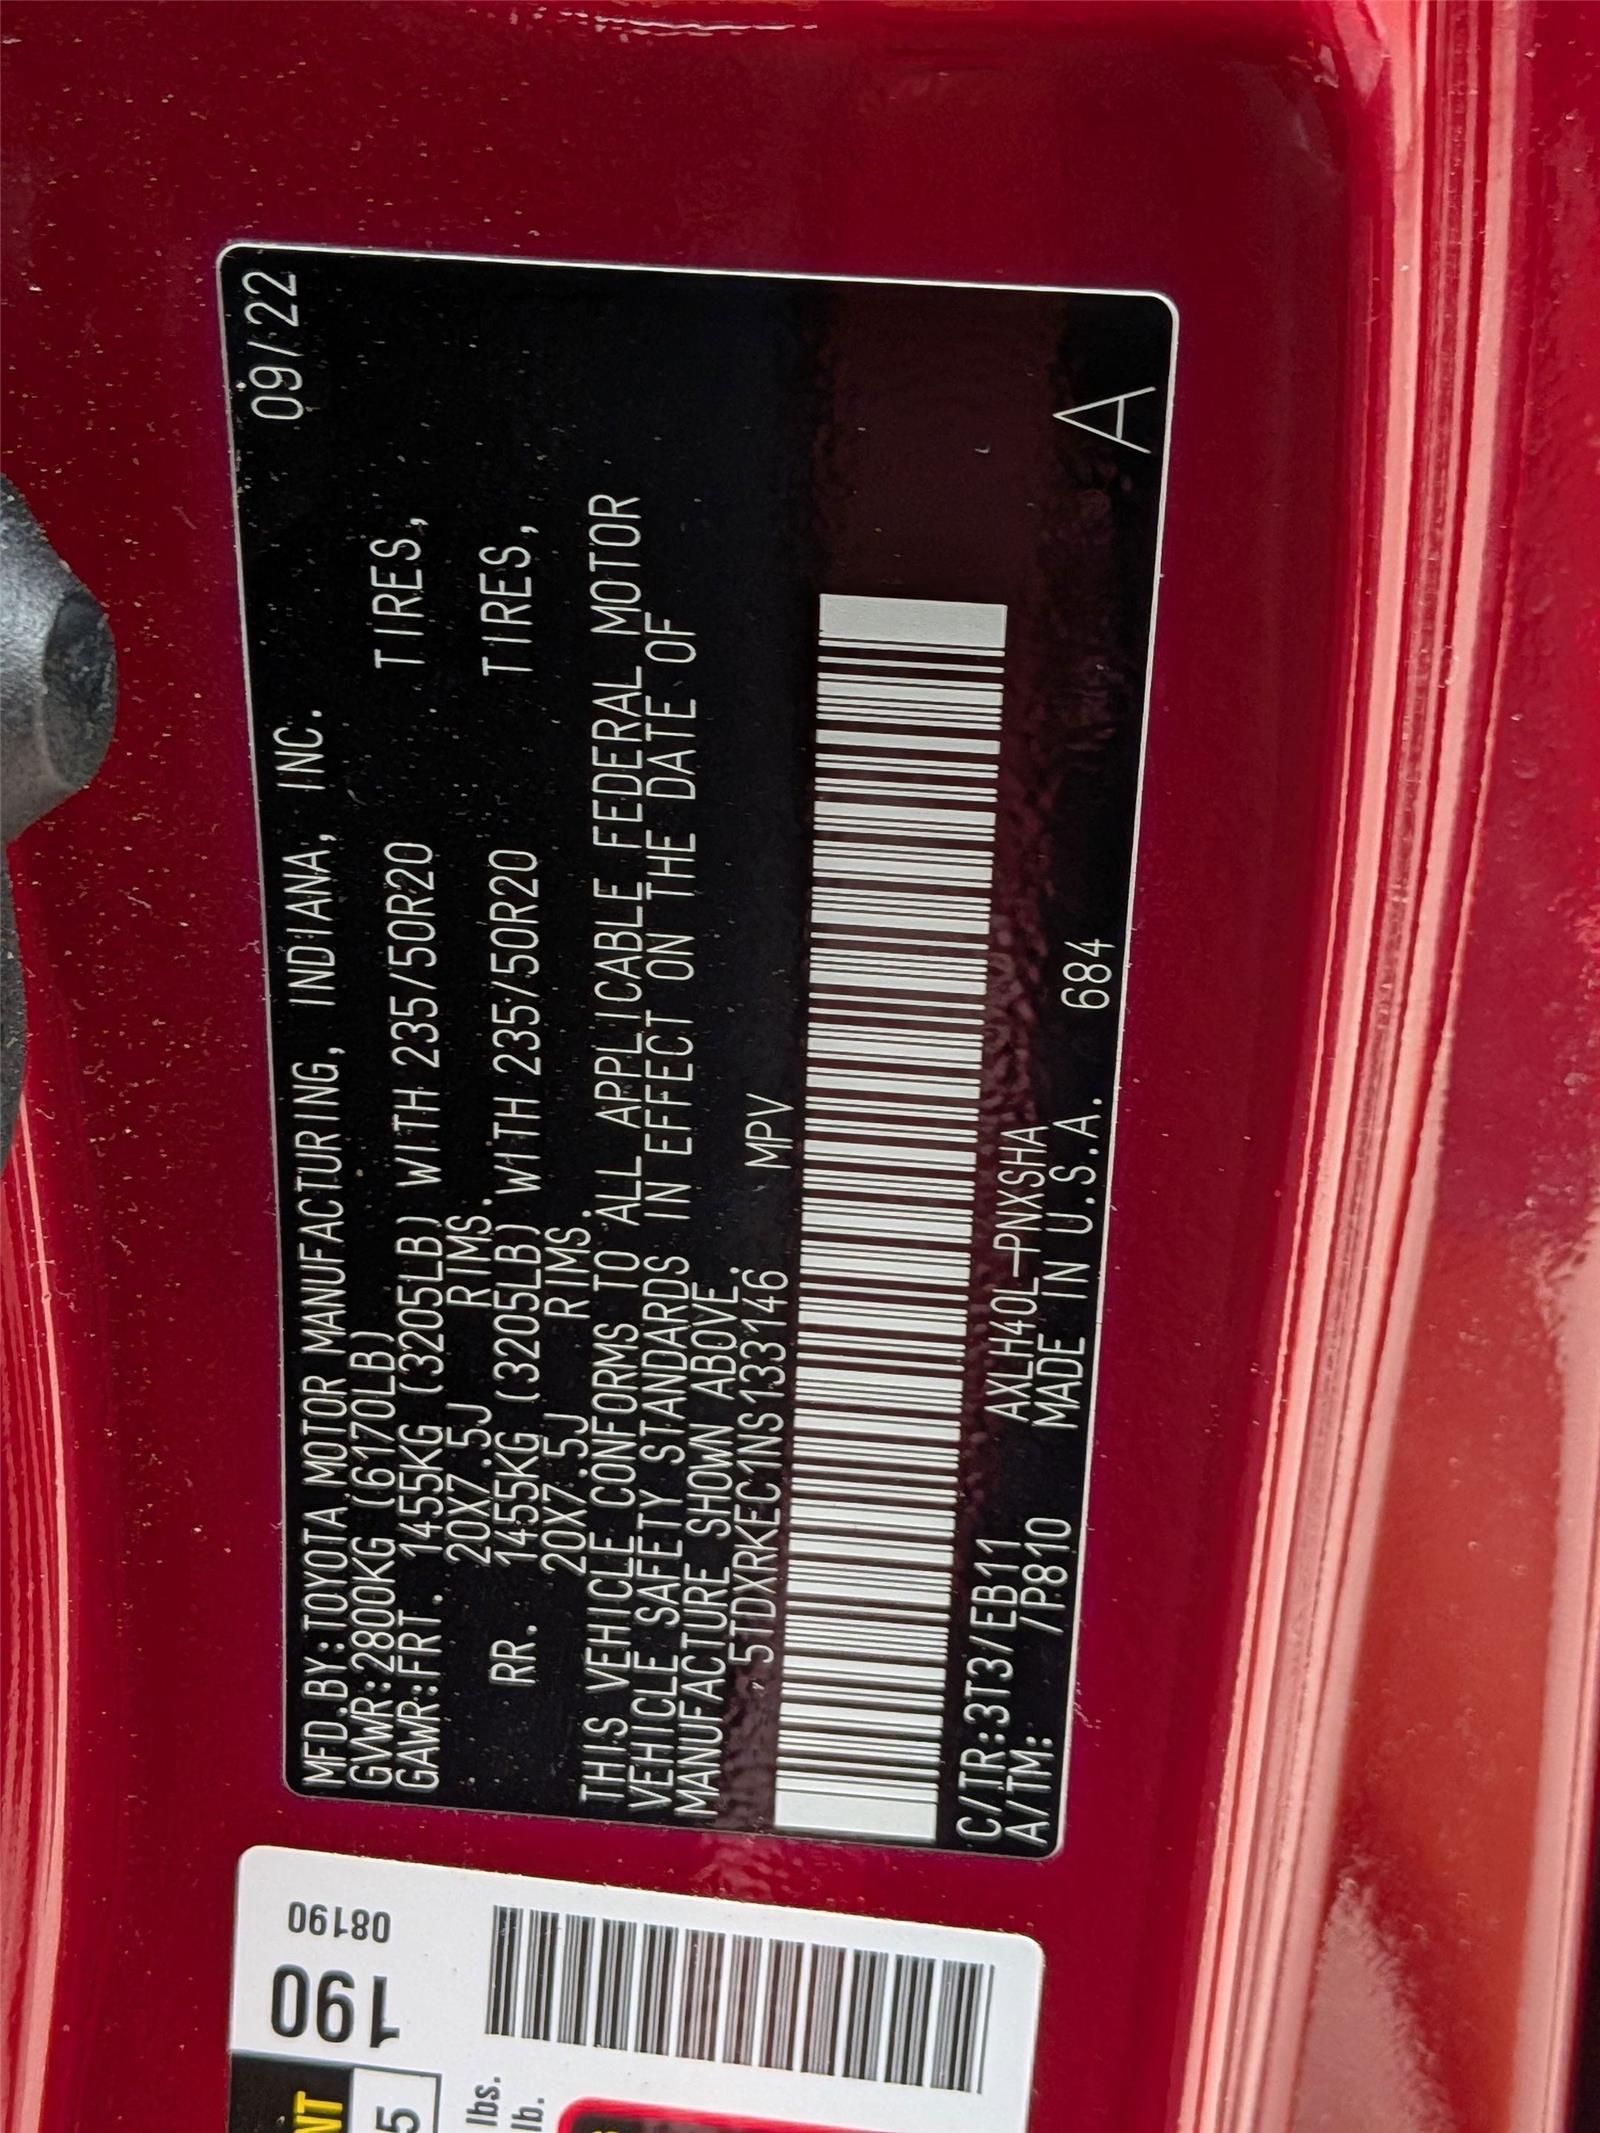 MFD.BY:TOYOTA MOTOR MANUFACTURING, INDIANA, INC. 09/22
GVWR:2800KG (6170LB)
GAWR:FRT. 1455KG (3205LB) WITH 235/50R20 TIRES,
20X7.5J RIMS.
RR. 1455KG (3205LB) WITH 235/50R20 TIRES,
20X7.5J RIMS.
THIS VEHICLE CONFORMS TO ALL APPLICABLE FEDERAL MOTOR
VEHICLE SAFETY STANDARDS IN EFFECT ON THE DATE OF
MANUFACTURE SHOWN ABOVE.
5TDXRKEC1NS133146 MPV
C/TR:3T3/EB11 AXLH40L-PNXSHA
A/TM: /P810 MADE IN U.S.A. 684
A
08190
190
5
lbs.
lb.